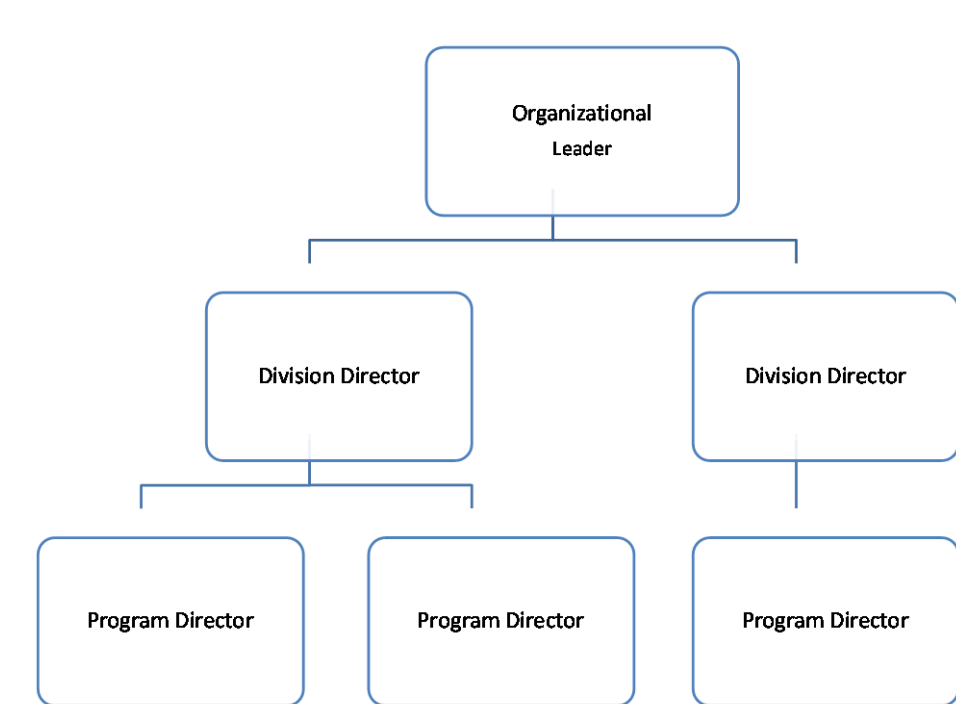 Organizational
Leader
Division Director
Division Director
Program Director
Program Director
Program Director